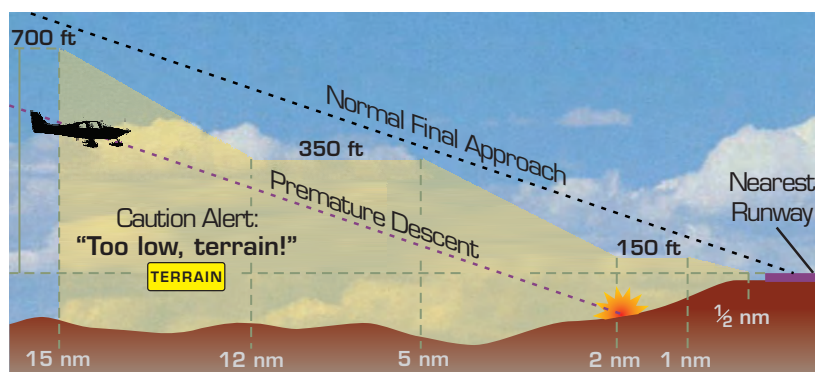 700 ft
Normal Final Approach
350 ft
Premature Descent
Nearest
Runway
Caution Alert:
“Too low, terrain!”
TERRAIN
150 ft
½ nm
15 nm
12 nm
5 nm
2 nm
1 nm